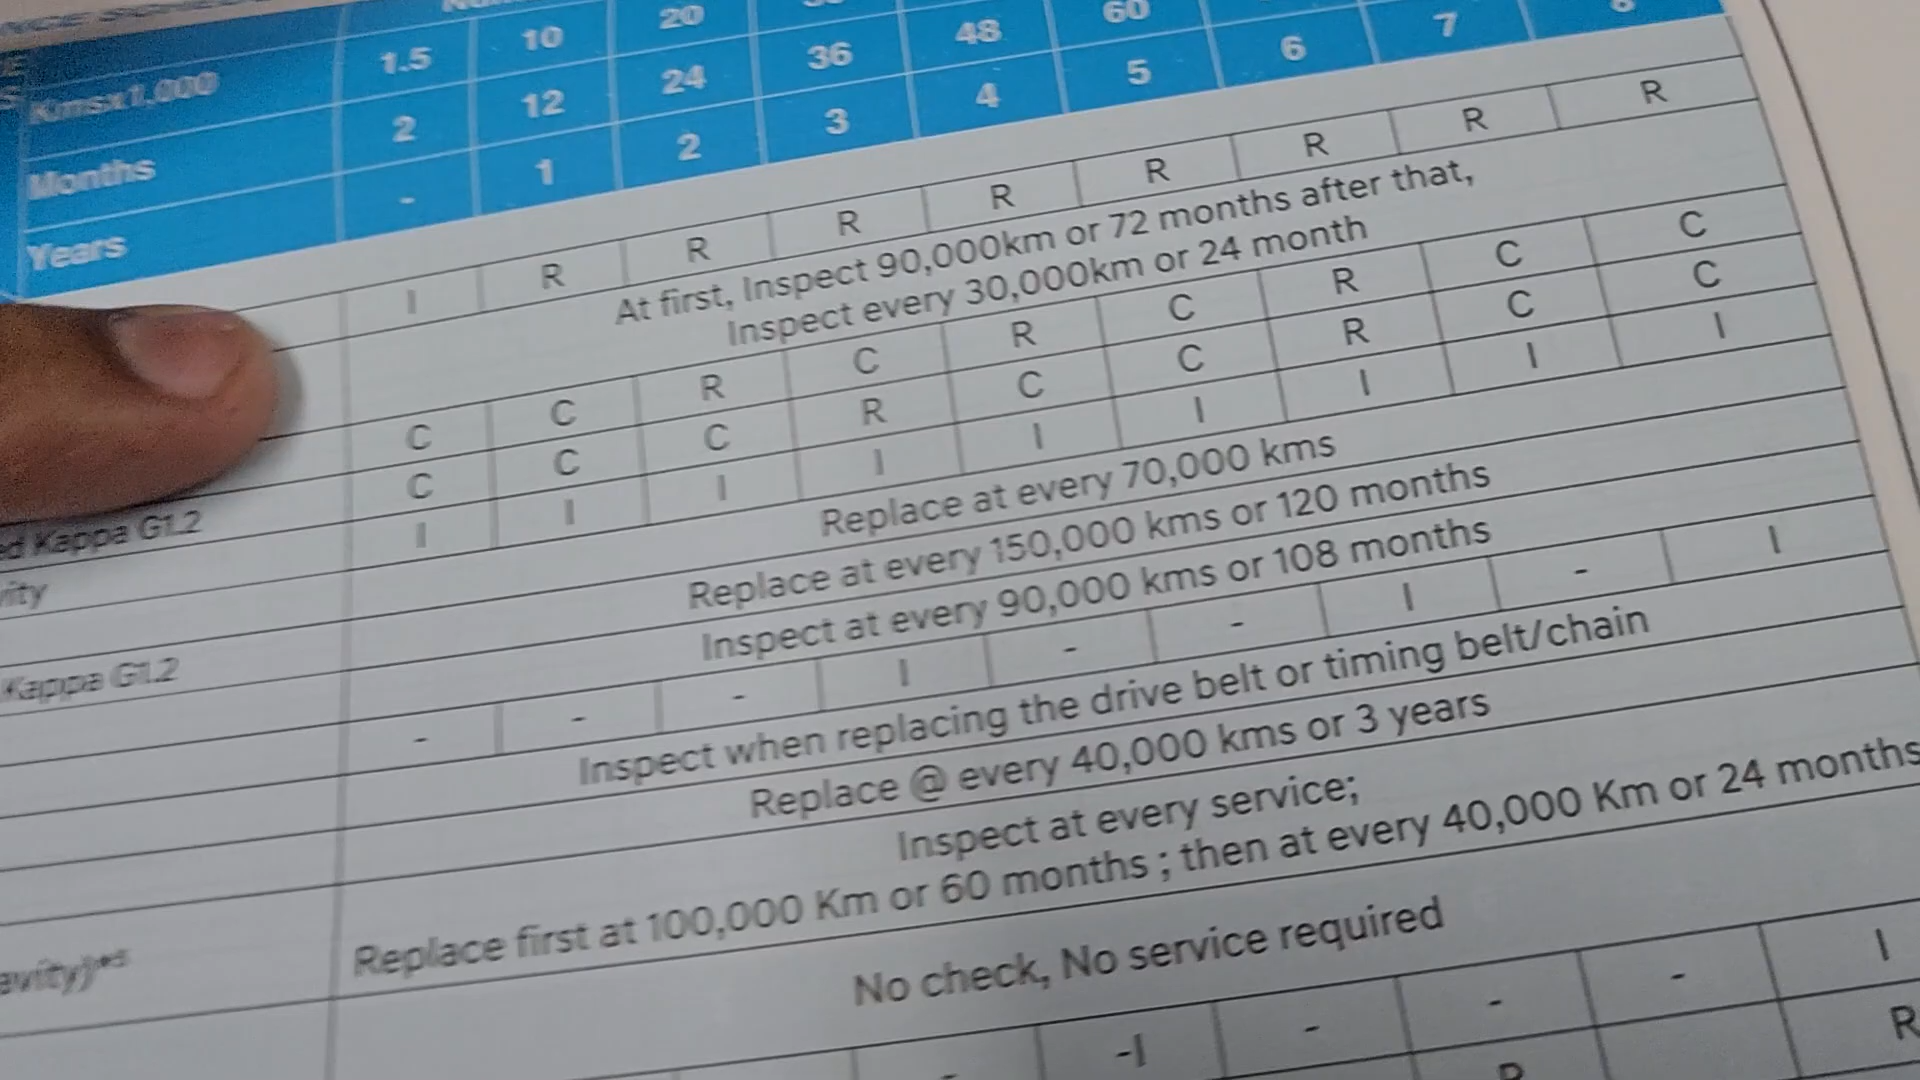 Kmsx1,000 1.5 10 20
Months 2 12 24 36 48 60
Years - 1 2 3 4 5 6 7
I R R R R R R R R
At first, Inspect 90,000km or 72 months after that,
Inspect every 30,000km or 24 month
C C R C R C R C C
C C C R C C R C C
ed Kappa G1.2 I I I I I I I I I
vity Replace at every 70,000 kms
Replace at every 150,000 kms or 120 months
Kappa G1.2 Inspect at every 90,000 kms or 108 months
- - - I - - I - I
Inspect when replacing the drive belt or timing belt/chain
Replace @ every 40,000 kms or 3 years
Inspect at every service;
Replace first at 100,000 Km or 60 months ; then at every 40,000 Km or 24 months
No check, No service required
- -I - - - I
R